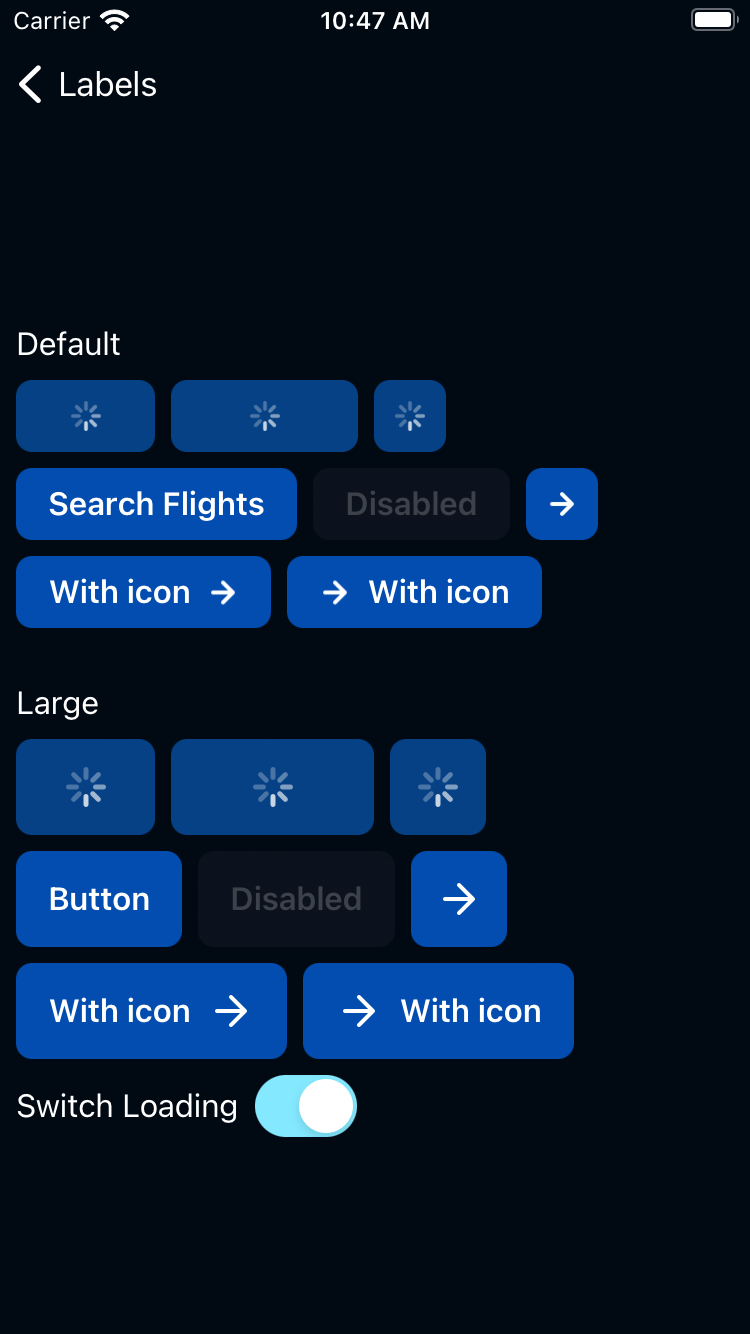 Carrier 10:47 AM
Labels
Default
Search Flights Disabled
With icon With icon
Large
Button Disabled
With icon With icon
Switch Loading